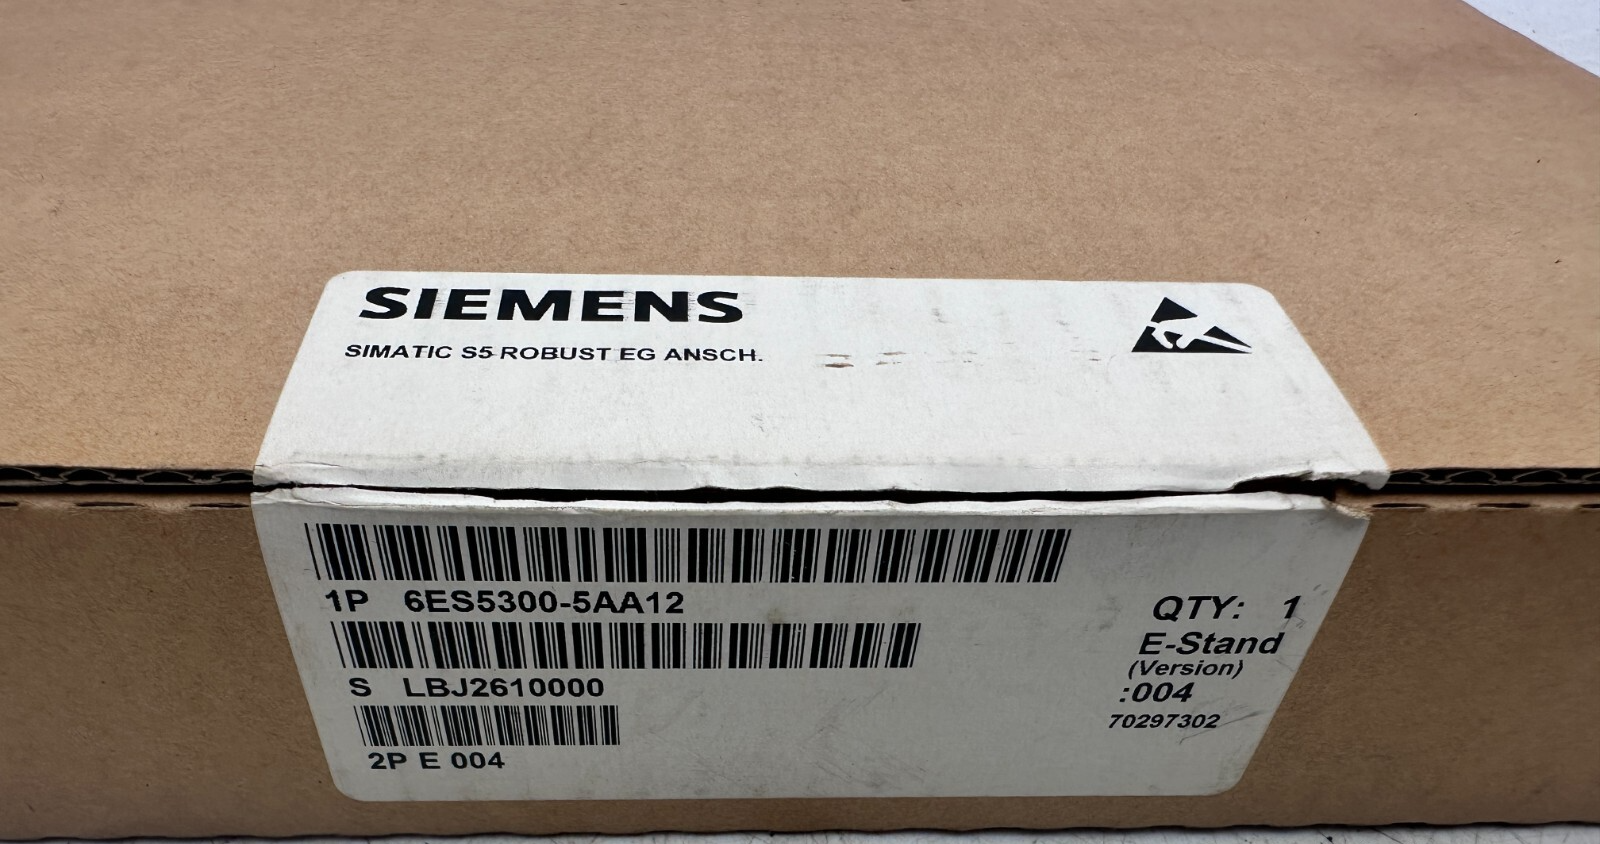 SIEMENS
SIMATIC S5 ROBUST EG ANSCH.
1P 6ES5300-5AA12
S LBJ2610000
2P E 004
QTY: 1
E-Stand
(Version)
:004
70297302